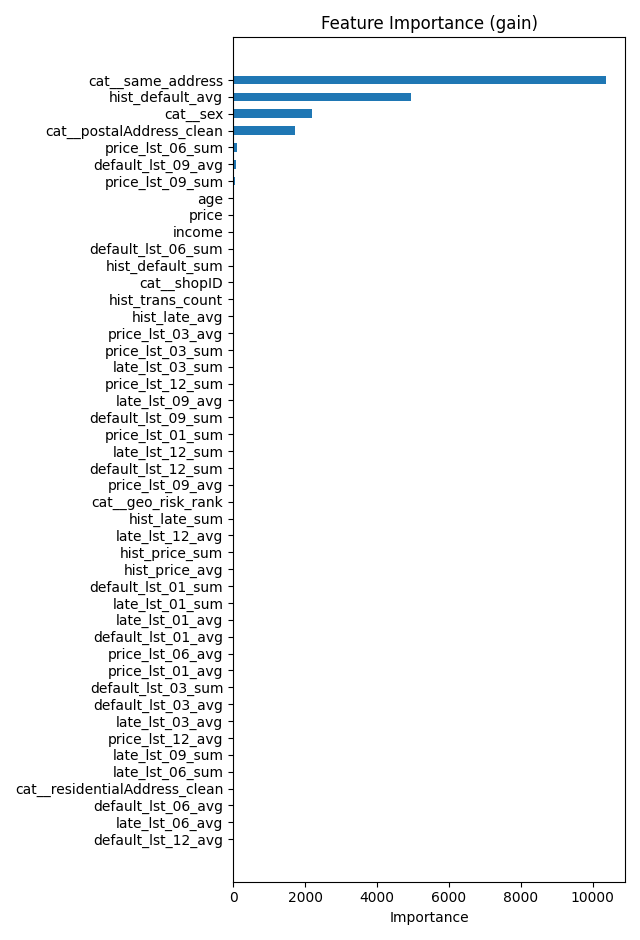 Feature Importance (gain)
cat__same_address
hist_default_avg
cat__sex
cat__postalAddress_clean
price_lst_06_sum
default_lst_09_avg
price_lst_09_sum
age
price
income
default_lst_06_sum
hist_default_sum
cat__shopID
hist_trans_count
hist_late_avg
price_lst_03_avg
price_lst_03_sum
late_lst_03_sum
price_lst_12_sum
late_lst_09_avg
default_lst_09_sum
price_lst_01_sum
late_lst_12_sum
default_lst_12_sum
price_lst_09_avg
cat__geo_risk_rank
hist_late_sum
late_lst_12_avg
hist_price_sum
hist_price_avg
default_lst_01_sum
late_lst_01_sum
late_lst_01_avg
default_lst_01_avg
price_lst_06_avg
price_lst_01_avg
default_lst_03_sum
default_lst_03_avg
late_lst_03_avg
price_lst_12_avg
late_lst_09_sum
late_lst_06_sum
cat__residentialAddress_clean
default_lst_06_avg
late_lst_06_avg
default_lst_12_avg
0 2000 4000 6000 8000 10000
Importance